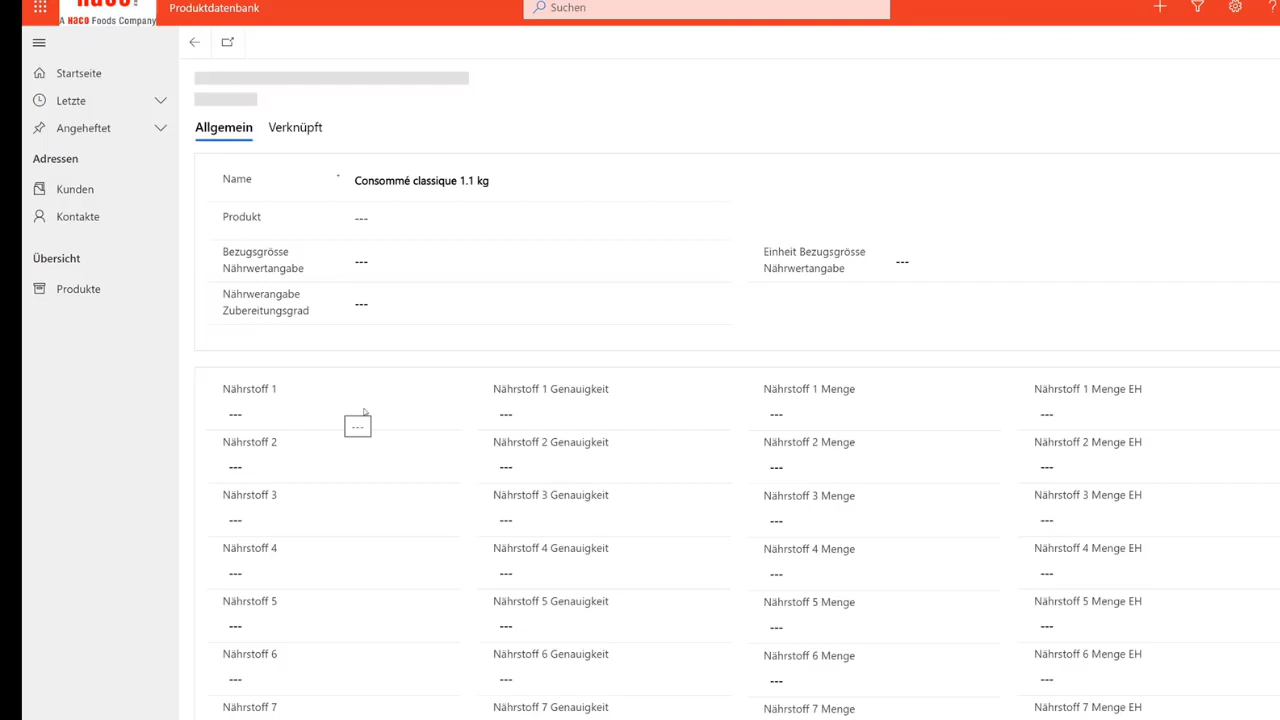 A HACO Foods Company
Produktdatenbank
Suchen
Startseite
Letzte
Angeheftet
Adressen
Kunden
Kontakte
Übersicht
Produkte
Allgemein Verknüpft
Name * Consommé classique 1.1 kg
Produkt ---
Bezugsgrösse
Nährwertangabe
---
Einheit Bezugsgrösse
Nährwertangabe
---
Nährwerangabe
Zubereitungsgrad
---
Nährstoff 1 Nährstoff 1 Genauigkeit Nährstoff 1 Menge Nährstoff 1 Menge EH
--- --- --- ---
---
Nährstoff 2 Nährstoff 2 Genauigkeit Nährstoff 2 Menge Nährstoff 2 Menge EH
--- --- --- ---
Nährstoff 3 Nährstoff 3 Genauigkeit Nährstoff 3 Menge Nährstoff 3 Menge EH
--- --- --- ---
Nährstoff 4 Nährstoff 4 Genauigkeit Nährstoff 4 Menge Nährstoff 4 Menge EH
--- --- --- ---
Nährstoff 5 Nährstoff 5 Genauigkeit Nährstoff 5 Menge Nährstoff 5 Menge EH
--- --- --- ---
Nährstoff 6 Nährstoff 6 Genauigkeit Nährstoff 6 Menge Nährstoff 6 Menge EH
--- --- --- ---
Nährstoff 7 Nährstoff 7 Genauigkeit Nährstoff 7 Menge Nährstoff 7 Menge EH